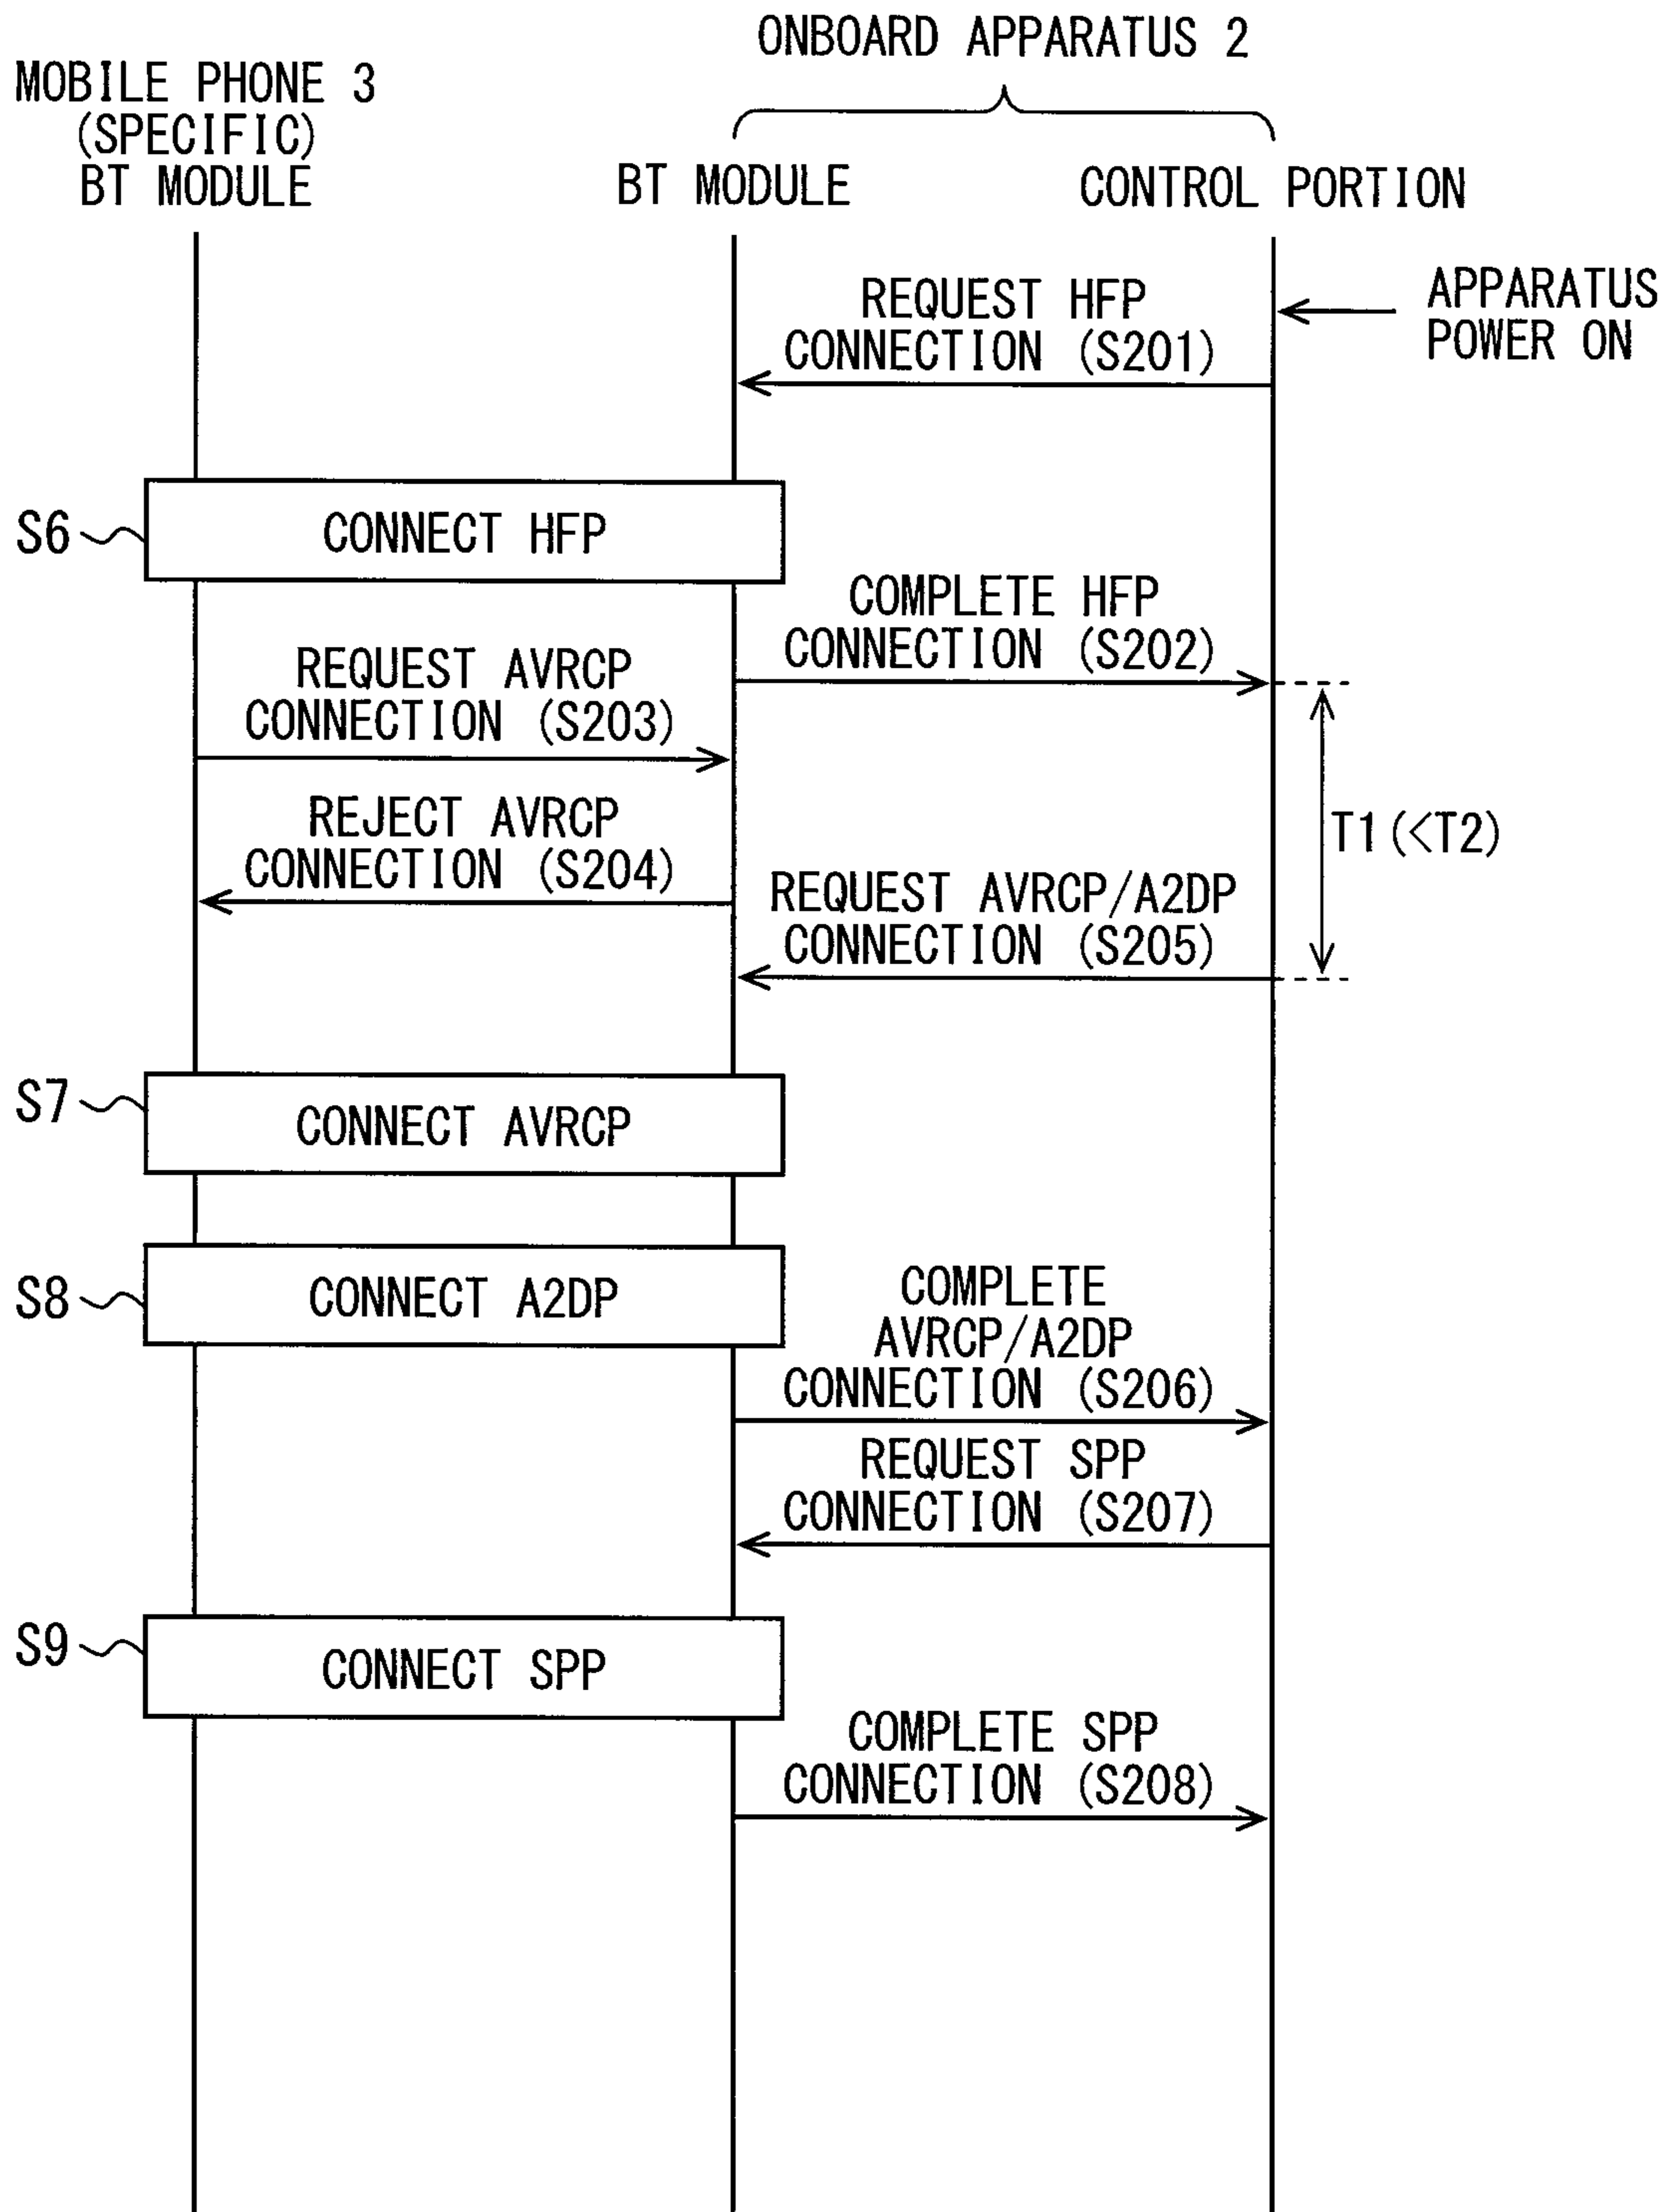 ONBOARD APPARATUS 2
MOBILE PHONE 3
(SPECIFIC)
BT MODULE
BT MODULE
CONTROL PORTION
APPARATUS
POWER ON
REQUEST HFP
CONNECTION (S201)
S6
CONNECT HFP
COMPLETE HFP
CONNECTION (S202)
REQUEST AVRCP
CONNECTION (S203)
REJECT AVRCP
CONNECTION (S204)
T1(<T2)
REQUEST AVRCP/A2DP
CONNECTION (S205)
S7
CONNECT AVRCP
S8
CONNECT A2DP
COMPLETE
AVRCP/A2DP
CONNECTION (S206)
REQUEST SPP
CONNECTION (S207)
S9
CONNECT SPP
COMPLETE SPP
CONNECTION (S208)